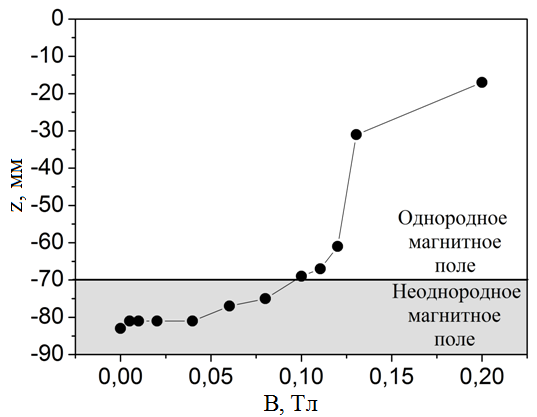 0
-10
-20
-30
-40
-50
-60
-70
-80
-90
z, мм
Однородное
магнитное
поле
Неоднородное
магнитное
поле
0,00
0,05
0,10
0,15
0,20
B, Тл